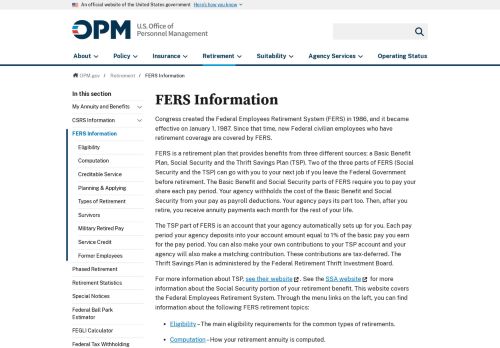 An official website of the United States government Here's how you know
OPM U.S. Office of
Personnel Management
About Policy Insurance Retirement Suitability Agency Services Operating Status
OPM.gov / Retirement / FERS Information
In this section
My Annuity and Benefits
CSRS Information
FERS Information
Eligibility
Computation
Creditable Service
Planning & Applying
Types of Retirement
Survivors
Military Retired Pay
Service Credit
Former Employees
Phased Retirement
Retirement Statistics
Special Notices
Federal Ball Park
Estimator
FEGLI Calculator
Federal Tax Withholding
FERS Information
Congress created the Federal Employees Retirement System (FERS) in 1986, and it became
effective on January 1, 1987. Since that time, new Federal civilian employees who have
retirement coverage are covered by FERS.
FERS is a retirement plan that provides benefits from three different sources: a Basic Benefit
Plan, Social Security and the Thrift Savings Plan (TSP). Two of the three parts of FERS (Social
Security and the TSP) can go with you to your next job if you leave the Federal Government
before retirement. The Basic Benefit and Social Security parts of FERS require you to pay your
share each pay period. Your agency withholds the cost of the Basic Benefit and Social
Security from your pay as payroll deductions. Your agency pays its part too. Then, after you
retire, you receive annuity payments each month for the rest of your life.
The TSP part of FERS is an account that your agency automatically sets up for you. Each pay
period your agency deposits into your account amount equal to 1% of the basic pay you earn
for the pay period. You can also make your own contributions to your TSP account and your
agency will also make a matching contribution. These contributions are tax-deferred. The
Thrift Savings Plan is administered by the Federal Retirement Thrift Investment Board.
For more information about TSP, see their website. See the SSA website for more
information about the Social Security portion of your retirement benefit. This website covers
the Federal Employees Retirement System. Through the menu links on the left, you can find
information about the following FERS retirement topics:
• Eligibility – The main eligibility requirements for the common types of retirements.
• Computation – How your retirement annuity is computed.